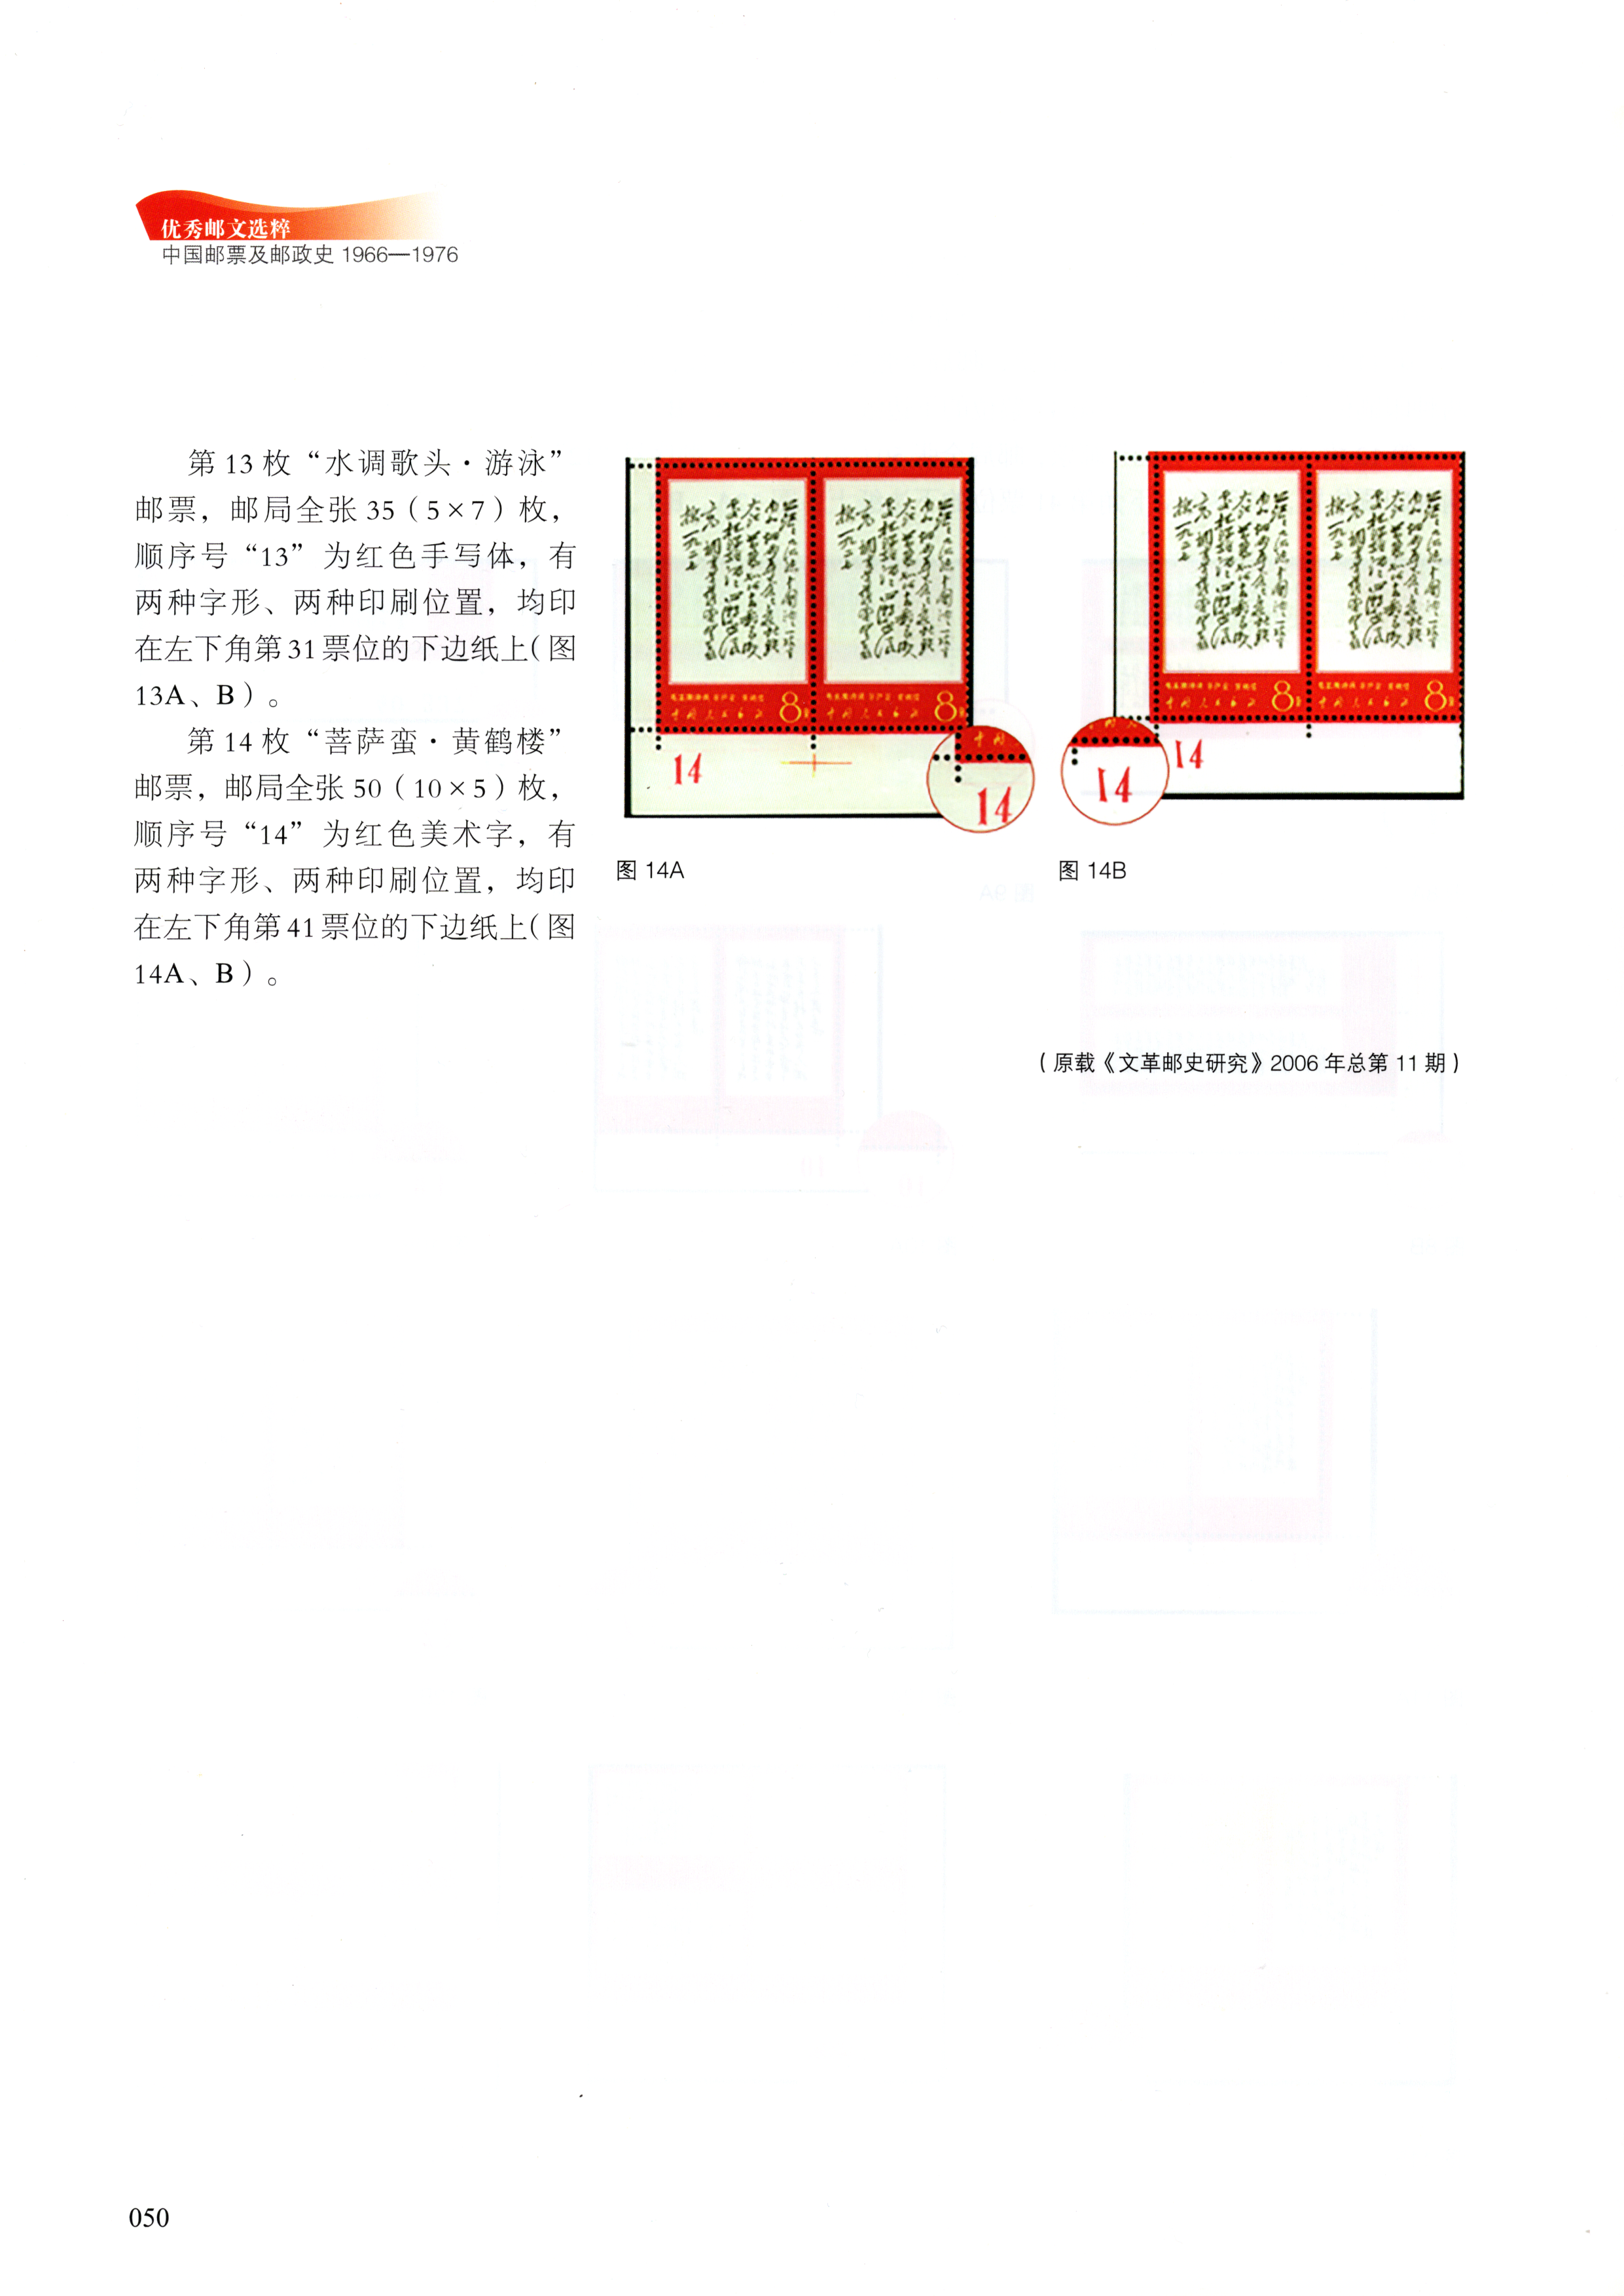 优秀邮文选粹
中国邮票及邮政史 1966—1976
第 13 枚“水调歌头·游泳”
邮票，邮局全张 35（5×7）枚，
顺序号“13”为红色手写体，有
两种字形、两种印刷位置，均印
在左下角第 31 票位的下边纸上（图
13A、B）。
第 14 枚“菩萨蛮·黄鹤楼”
邮票，邮局全张 50（10×5）枚，
顺序号“14”为红色美术字，有
两种字形、两种印刷位置，均印
在左下角第 41 票位的下边纸上（图
14A、B）。
8
8
14
14
图 14A
8
8
14
14
图 14B
（原载《文革邮史研究》2006 年总第 11 期）
050